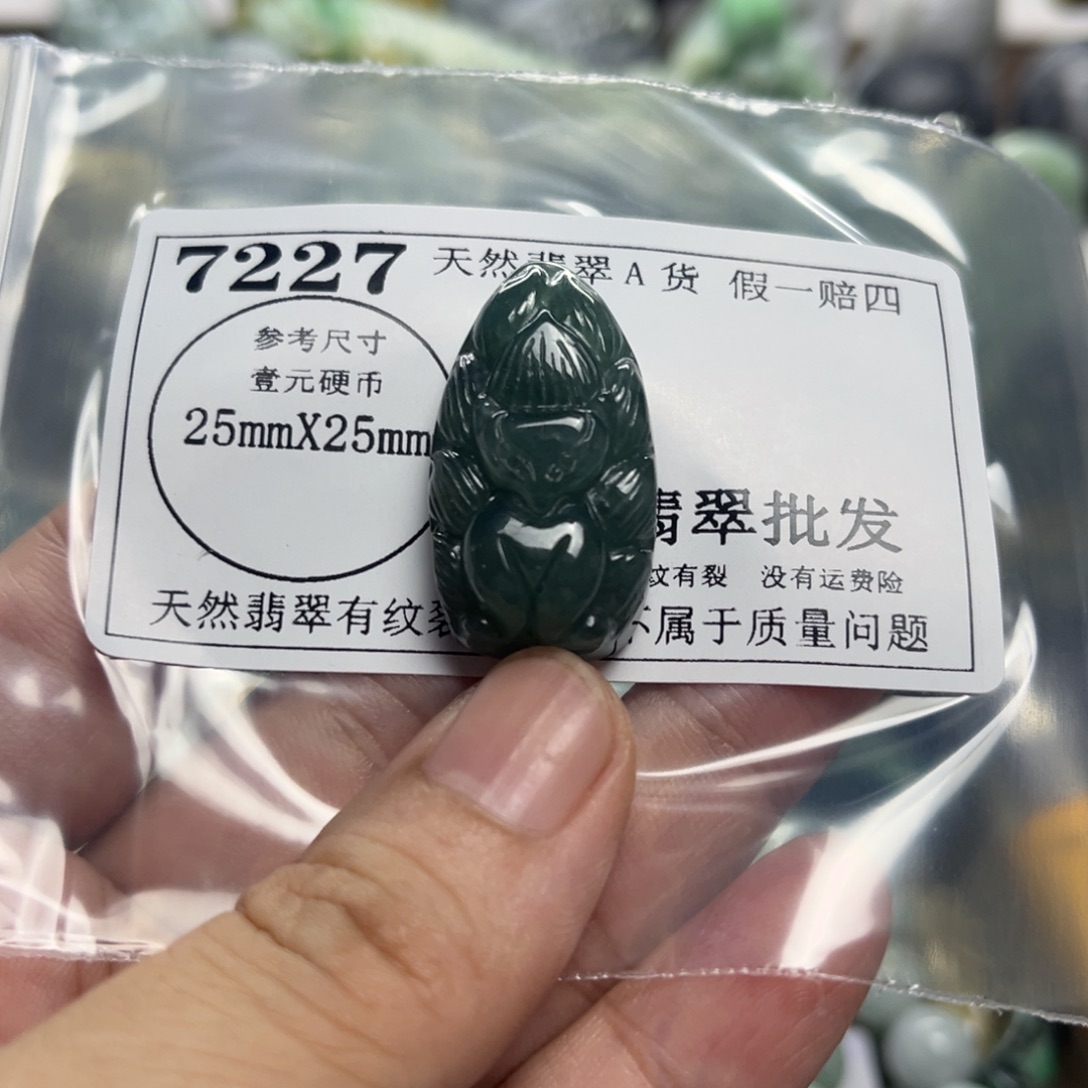 7227 天然翡翠A货 假一赔四
参考尺寸
壹元硬币
25mmX25mm
翡翠批发
纹有裂 没有运费险
天然翡翠有纹裂 不属于质量问题